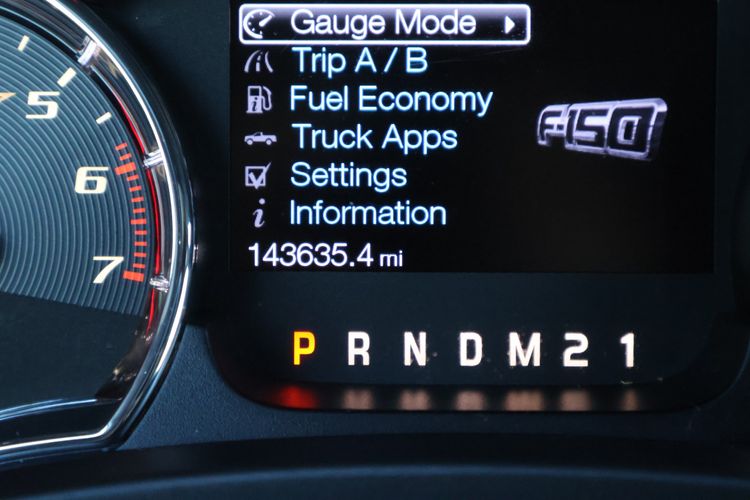 Gauge Mode
Trip A / B
Fuel Economy
Truck Apps
Settings
Information
143635.4 mi
F-150
5
6
7
P R N D M 2 1